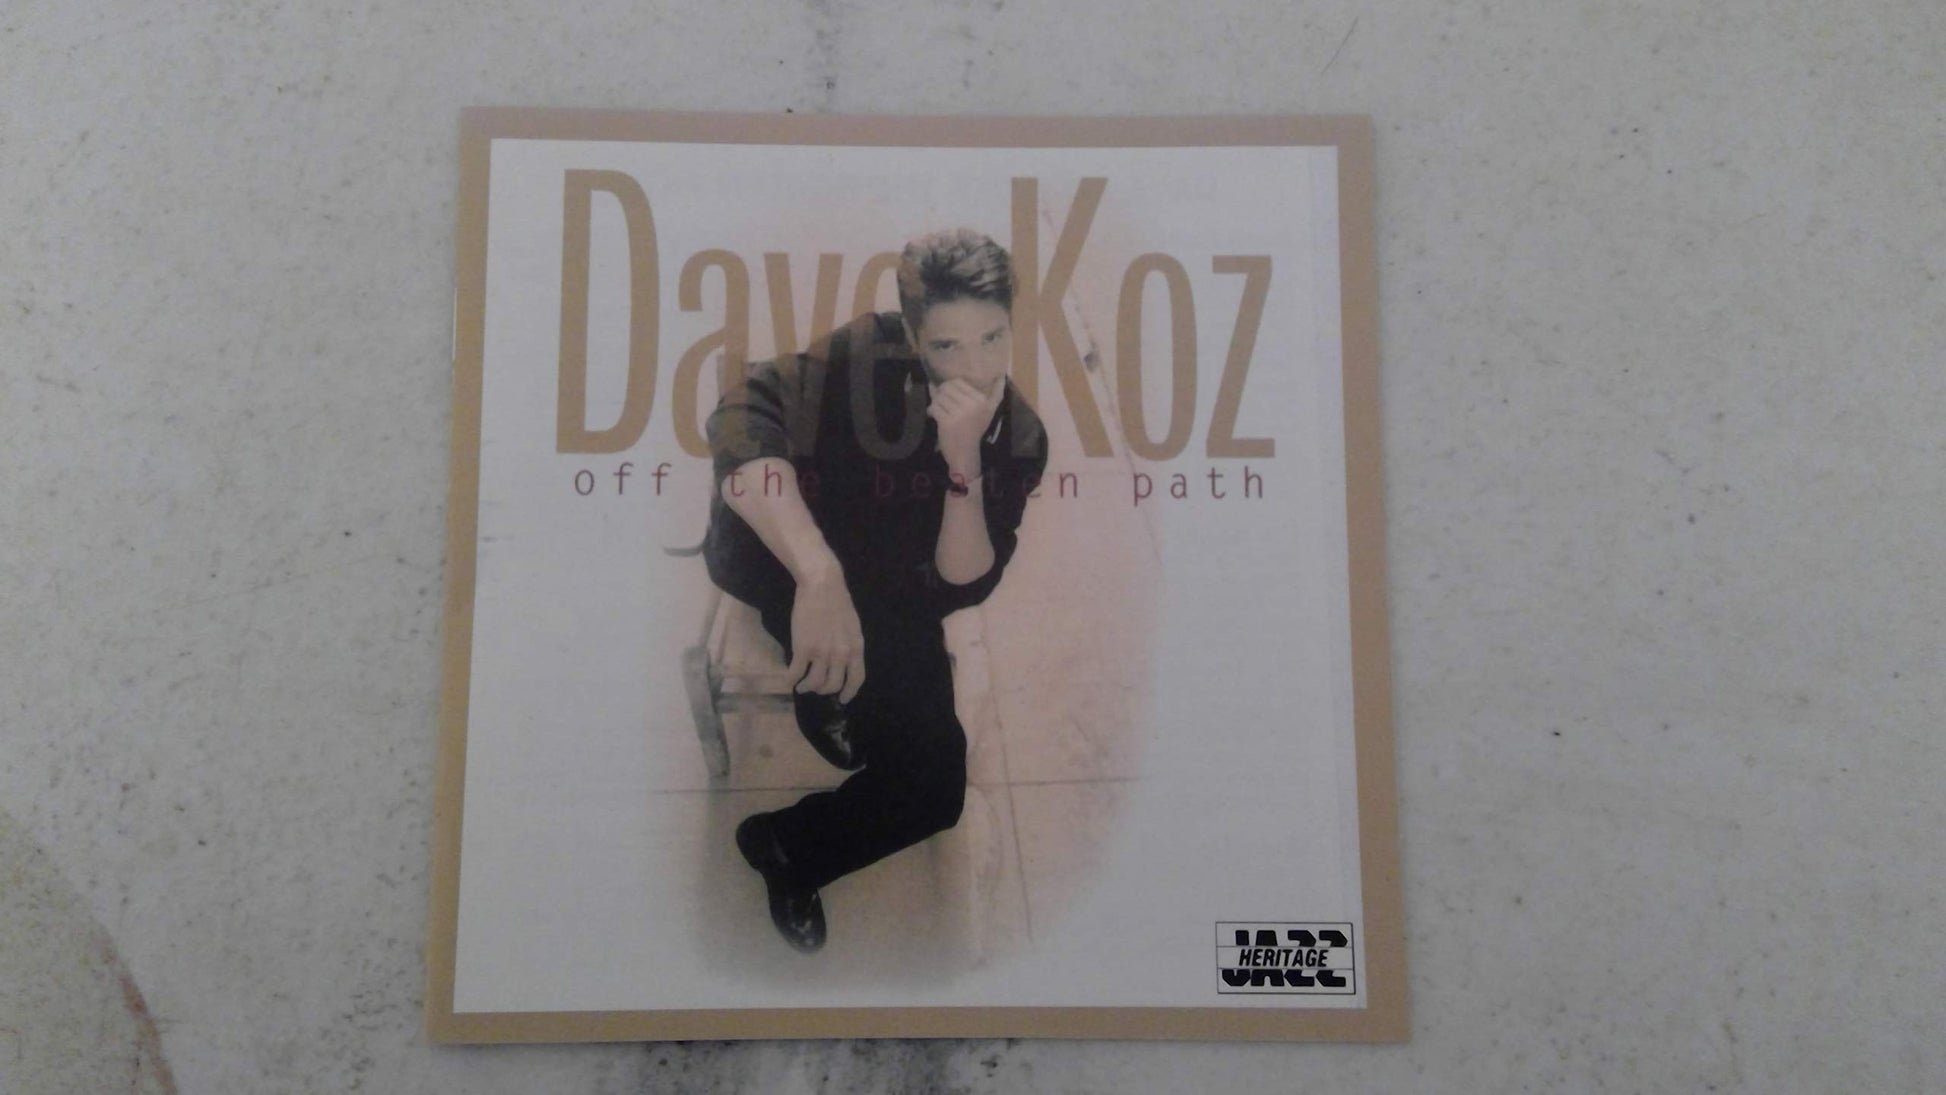 Dave Koz
off the beaten path
JAZZ
HERITAGE